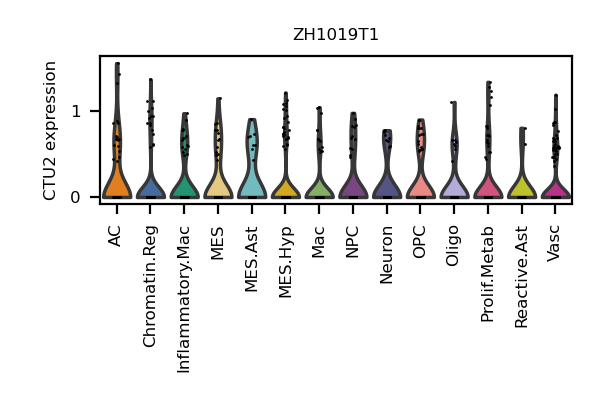 ZH1019T1
CTU2 expression
1
0
AC
Chromatin.Reg
Inflammatory.Mac
MES
MES.Ast
MES.Hyp
Mac
NPC
Neuron
OPC
Oligo
Prolif.Metab
Reactive.Ast
Vasc